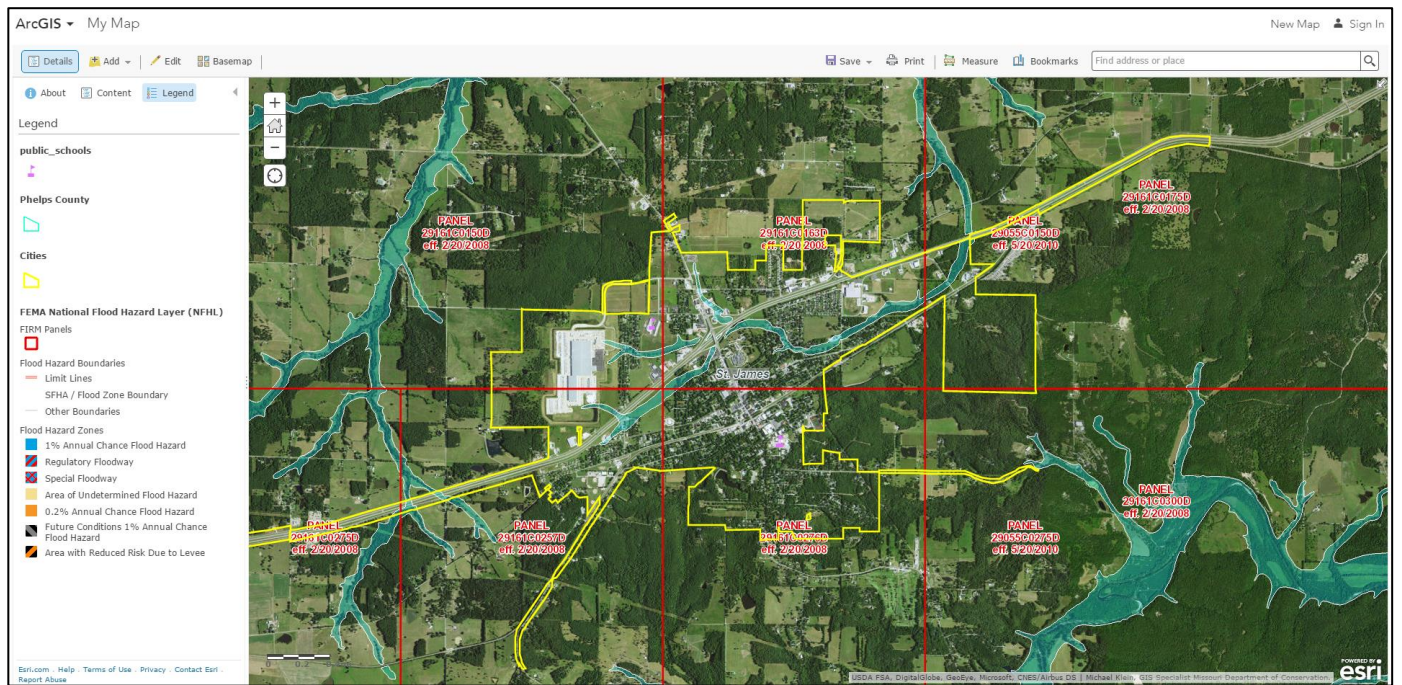 ArcGIS My Map
New Map Sign In
Details Add Edit Basemap
Save Print Measure Bookmarks Find address or place
About Content Legend
Legend
public_schools
Phelps County
Cities
FEMA National Flood Hazard Layer (NFHL)
FIRM Panels
Flood Hazard Boundaries
Limit Lines
SFHA / Flood Zone Boundary
Other Boundaries
Flood Hazard Zones
1% Annual Chance Flood Hazard
Regulatory Floodway
Special Floodway
Area of Undetermined Flood Hazard
0.2% Annual Chance Flood Hazard
Future Conditions 1% Annual Chance
Flood Hazard
Area with Reduced Risk Due to Levee
Esri.com . Help . Terms of Use . Privacy . Contact Esri .
Report Abuse
PANEL
29161C0175D
eff. 2/20/2008
PANEL
29161C0150D
eff. 2/20/2008
PANEL
29161C0163D
eff. 2/20/2008
PANEL
29055C0150D
eff. 5/20/2010
St. James
PANEL
29161C0300D
eff. 2/20/2008
PANEL
29161C0275D
eff. 2/20/2008
PANEL
29161C0257D
eff. 2/20/2008
PANEL
eff. 2/20/2008
PANEL
29055C0275D
eff. 5/20/2010
0
POWERED BY
esri
USDA FSA, DigitalGlobe, GeoEye, Microsoft, CNES/Airbus DS | Michael Klein, GIS Specialist Missouri Department of Conservation.